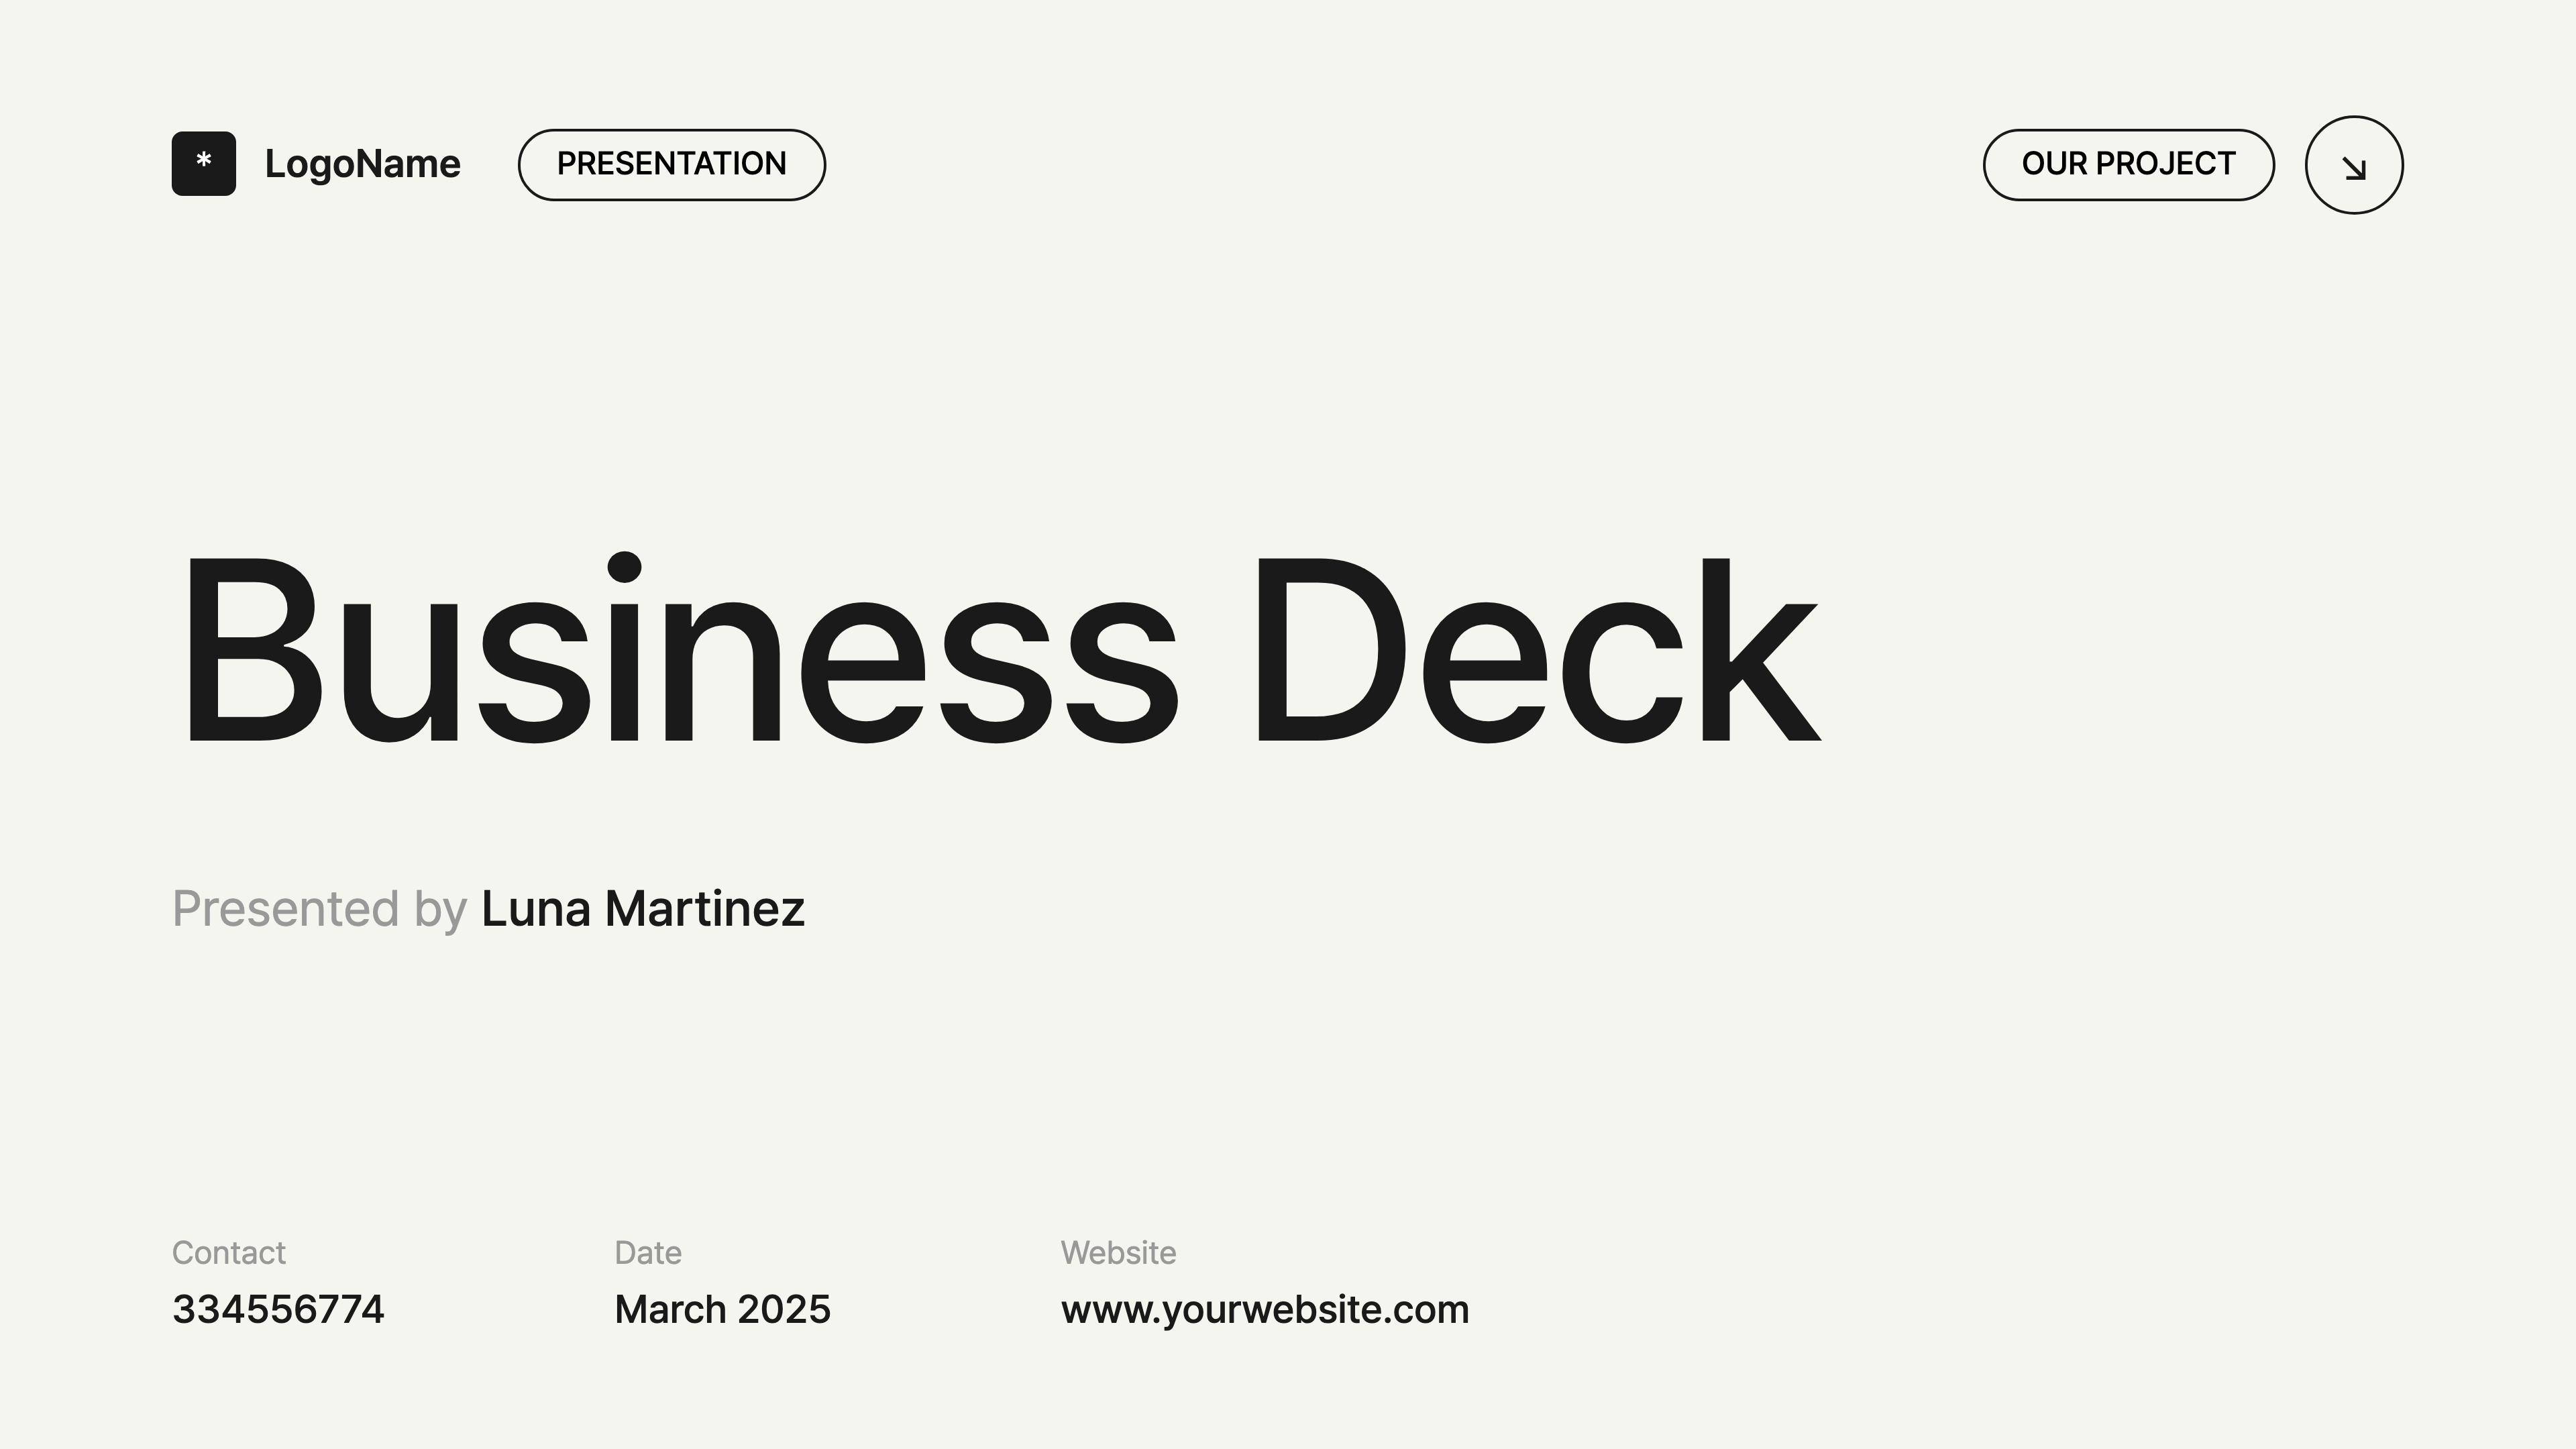 * LogoName PRESENTATION OUR PROJECT
Business Deck
Presented by Luna Martinez
Contact Date Website
334556774 March 2025 www.yourwebsite.com